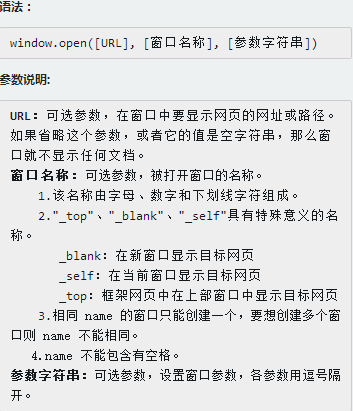 语法：
window.open([URL], [窗口名称], [参数字符串])
参数说明:
URL：可选参数，在窗口中要显示网页的网址或路径。
如果省略这个参数，或者它的值是空字符串，那么窗
口就不显示任何文档。
窗口名称：可选参数，被打开窗口的名称。
1.该名称由字母、数字和下划线字符组成。
2."_top"、"_blank"、"_self"具有特殊意义的名
称。
_blank：在新窗口显示目标网页
_self：在当前窗口显示目标网页
_top：框架网页中在上部窗口中显示目标网页
3.相同 name 的窗口只能创建一个，要想创建多个窗
口则 name 不能相同。
4.name 不能包含有空格。
参数字符串：可选参数，设置窗口参数，各参数用逗号隔
开。